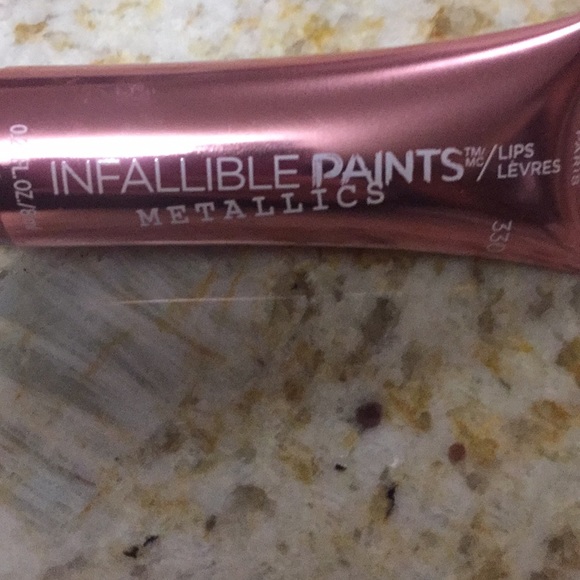 INFALLIBLE PAINTS™/MC/LIPS
LÈVRES
METALLICS